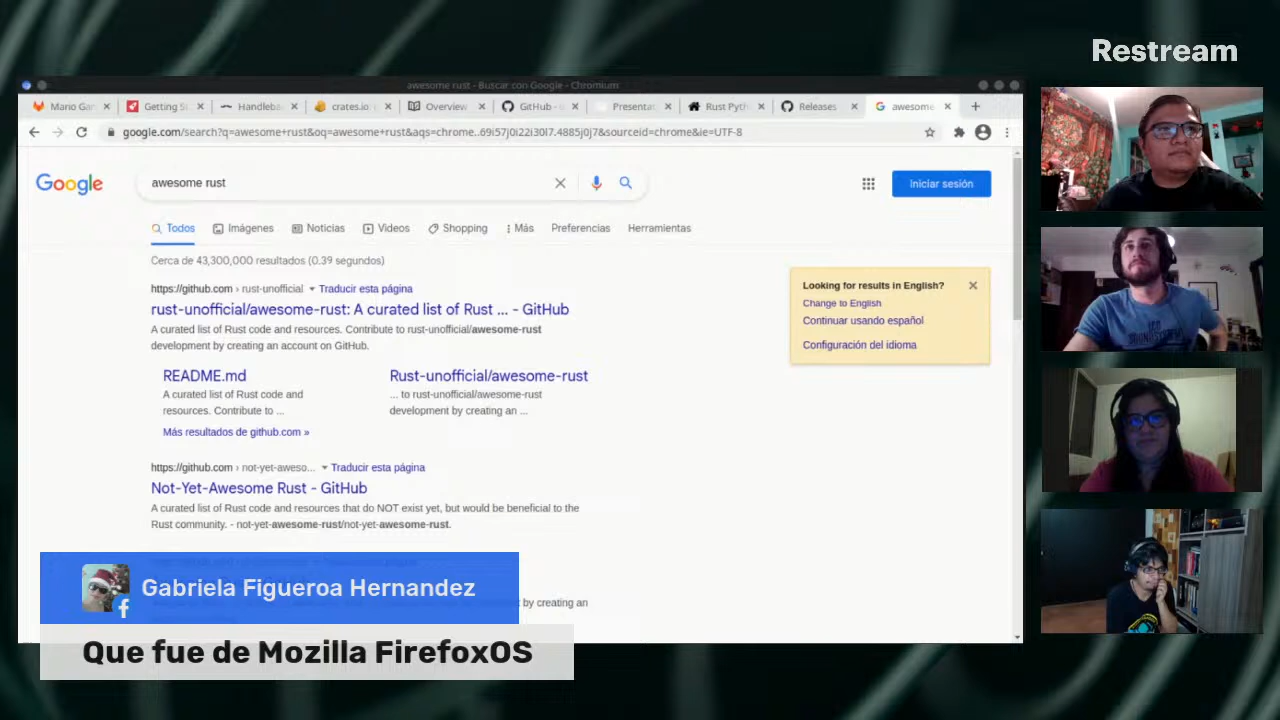 Restream
awesome rust - Buscar con Google - Chromium
Mario Gar
Getting S
Handleba
crates.io:
Overview
GitHub -
Presentat
Rust Pyth
Releases
awesome
google.com/search?q=awesome+rust&oq=awesome+rust&aqs=chrome..69i57j0i22i30l7.4885j0j7&sourceid=chrome&ie=UTF-8
Google
awesome rust
Iniciar sesión
Todos
Imágenes
Noticias
Videos
Shopping
Más
Preferencias
Herramientas
Cerca de 43,300,000 resultados (0.39 segundos)
https://github.com › rust-unofficial Traducir esta página
rust-unofficial/awesome-rust: A curated list of Rust ... - GitHub
A curated list of Rust code and resources. Contribute to rust-unofficial/awesome-rust
development by creating an account on GitHub.
README.md
A curated list of Rust code and
resources. Contribute to ...
Rust-unofficial/awesome-rust
... to rust-unofficial/awesome-rust
development by creating an ...
Más resultados de github.com »
https://github.com › not-yet-aweso... Traducir esta página
Not-Yet-Awesome Rust - GitHub
A curated list of Rust code and resources that do NOT exist yet, but would be beneficial to the
Rust community. - not-yet-awesome-rust/not-yet-awesome-rust.
by creating an
Looking for results in English?
Change to English
Continuar usando español
Configuración del idioma
Gabriela Figueroa Hernandez
Que fue de Mozilla FirefoxOS